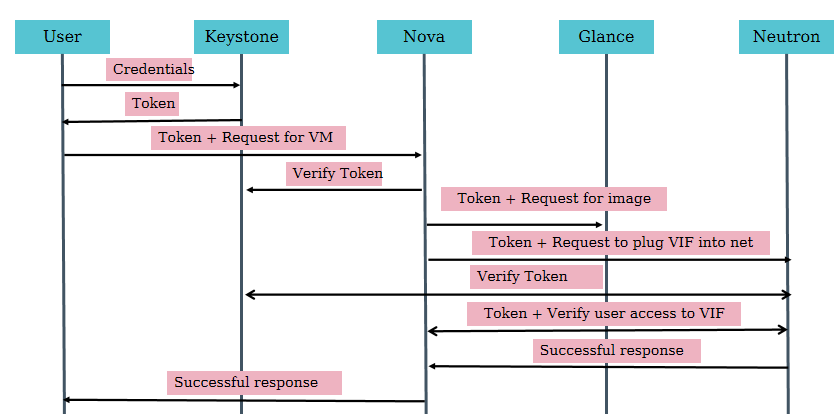 User
Keystone
Nova
Glance
Neutron
Credentials
Token
Token + Request for VM
Verify Token
Token + Request for image
Token + Request to plug VIF into net
Verify Token
Token + Verify user access to VIF
Successful response
Successful response